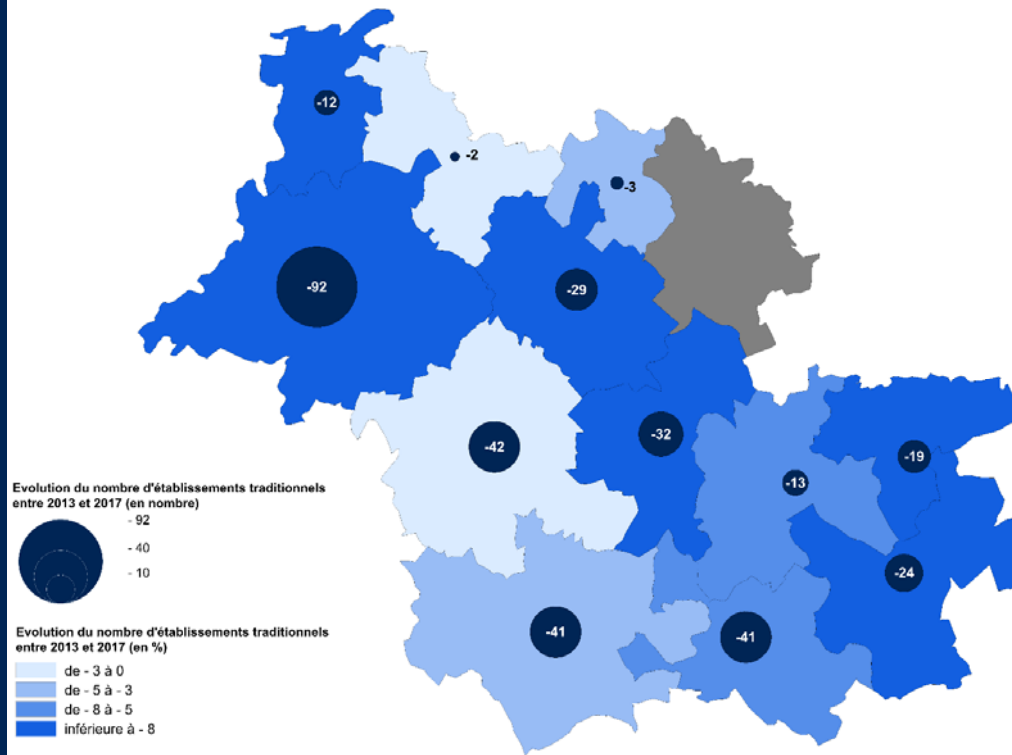 -12
-2
-3
-92
-29
-42
-32
-19
-13
-24
-41
-41
Evolution du nombre d'établissements traditionnels
entre 2013 et 2017 (en nombre)
- 92
- 40
- 10
Evolution du nombre d'établissements traditionnels
entre 2013 et 2017 (en %)
de - 3 à 0
de - 5 à - 3
de - 8 à - 5
inférieure à - 8